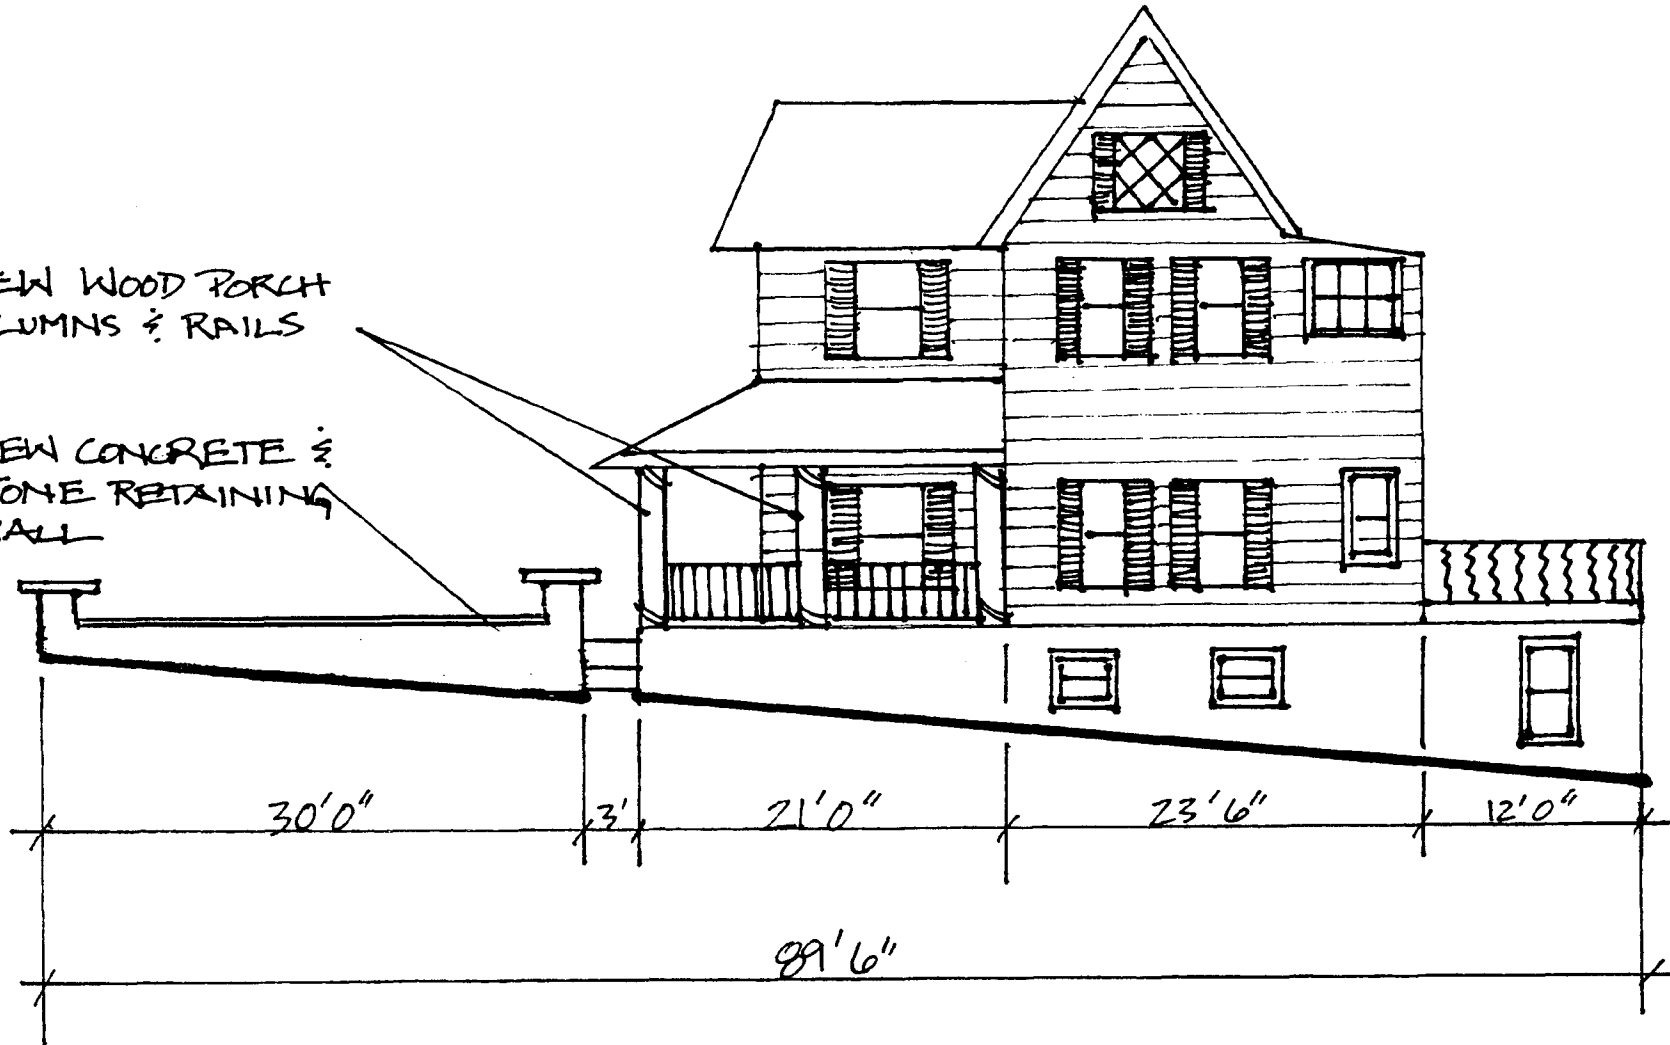 EW WOOD PORCH
LUMNS & RAILS
EW CONCRETE &
ONE RETAINING
ALL
30'0" 3' 21'0" 23'6" 12'0"
89'6"